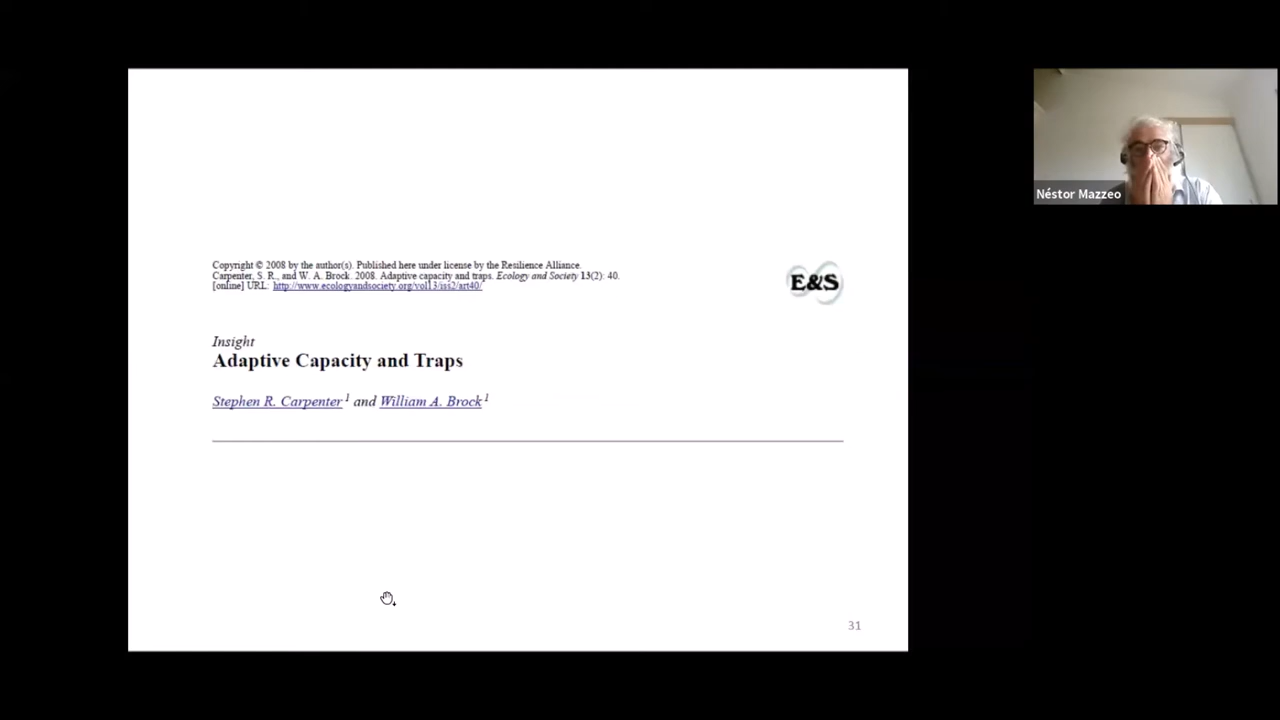 Copyright © 2008 by the author(s). Published here under license by the Resilience Alliance.
Carpenter, S. R., and W. A. Brock. 2008. Adaptive capacity and traps. Ecology and Society 13(2): 40.
[online] URL: http://www.ecologyandsociety.org/vol13/iss2/art40/
E&S
Insight
Adaptive Capacity and Traps
Stephen R. Carpenter 1 and William A. Brock 1
31
Néstor Mazzeo